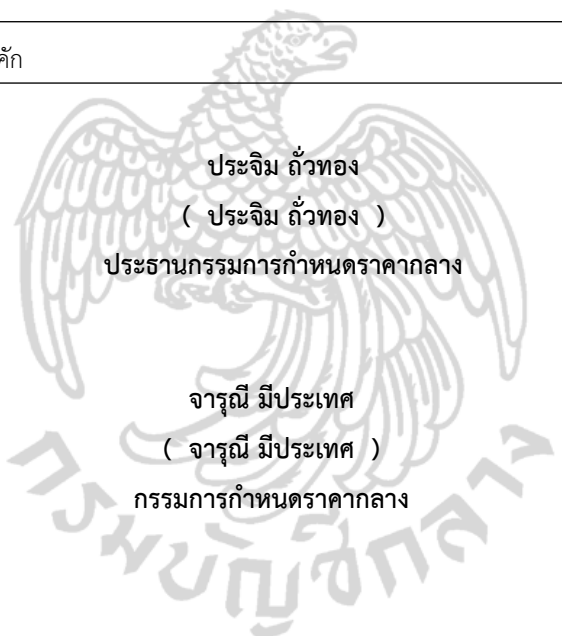 คัก
ประจิม ถั่วทอง
( ประจิม ถั่วทอง )
ประธานกรรมการกำหนดราคากลาง
จารุณี มีประเทศ
( จารุณี มีประเทศ )
กรรมการกำหนดราคากลาง
กรมบัญชีกลาง